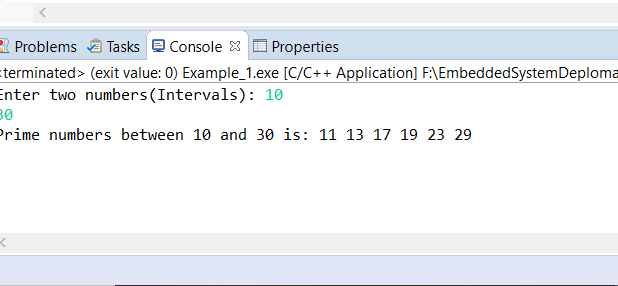 Problems Tasks Console Properties
<terminated> (exit value: 0) Example_1.exe [C/C++ Application] F:\EmbeddedSystemDeploma
Enter two numbers(Intervals): 10
30
Prime numbers between 10 and 30 is: 11 13 17 19 23 29